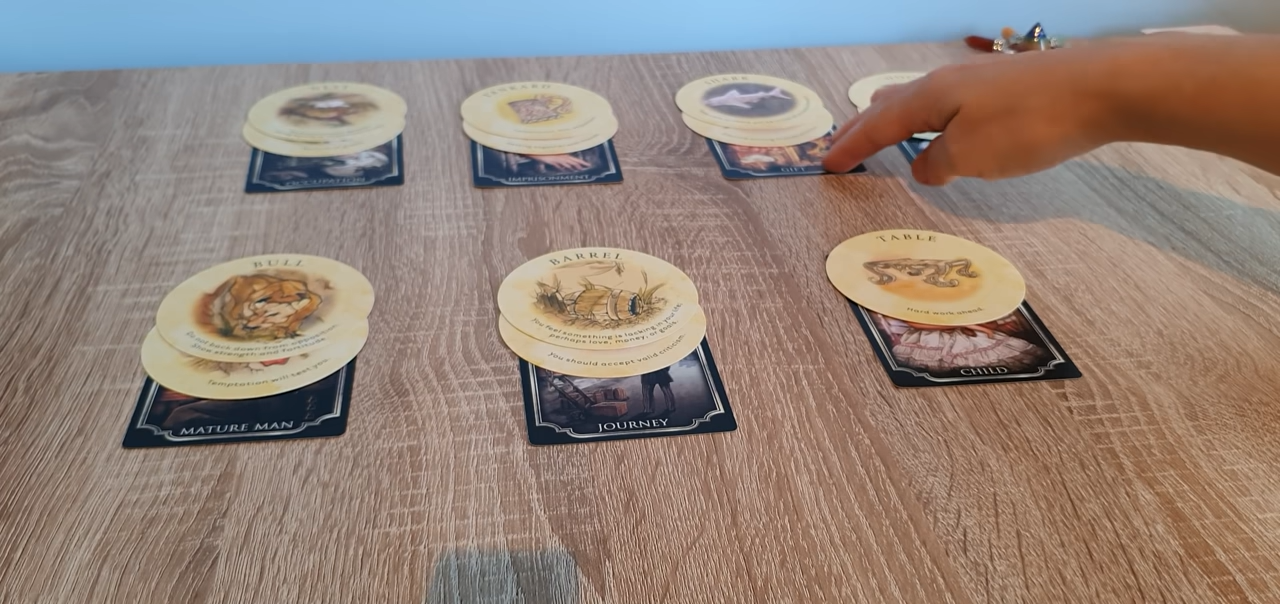 NEST
TANKARD
SHARK
OCCUPATION
IMPRISONMENT
GIFT
BULL
Do not back down from opposition.
Show strength and fortitude.
Temptation will
MATURE MAN
BARREL
You feel something is lacking in your life,
perhaps love, money, or goals.
You should accept valid criticism.
JOURNEY
TABLE
Hard work ahead.
CHILD